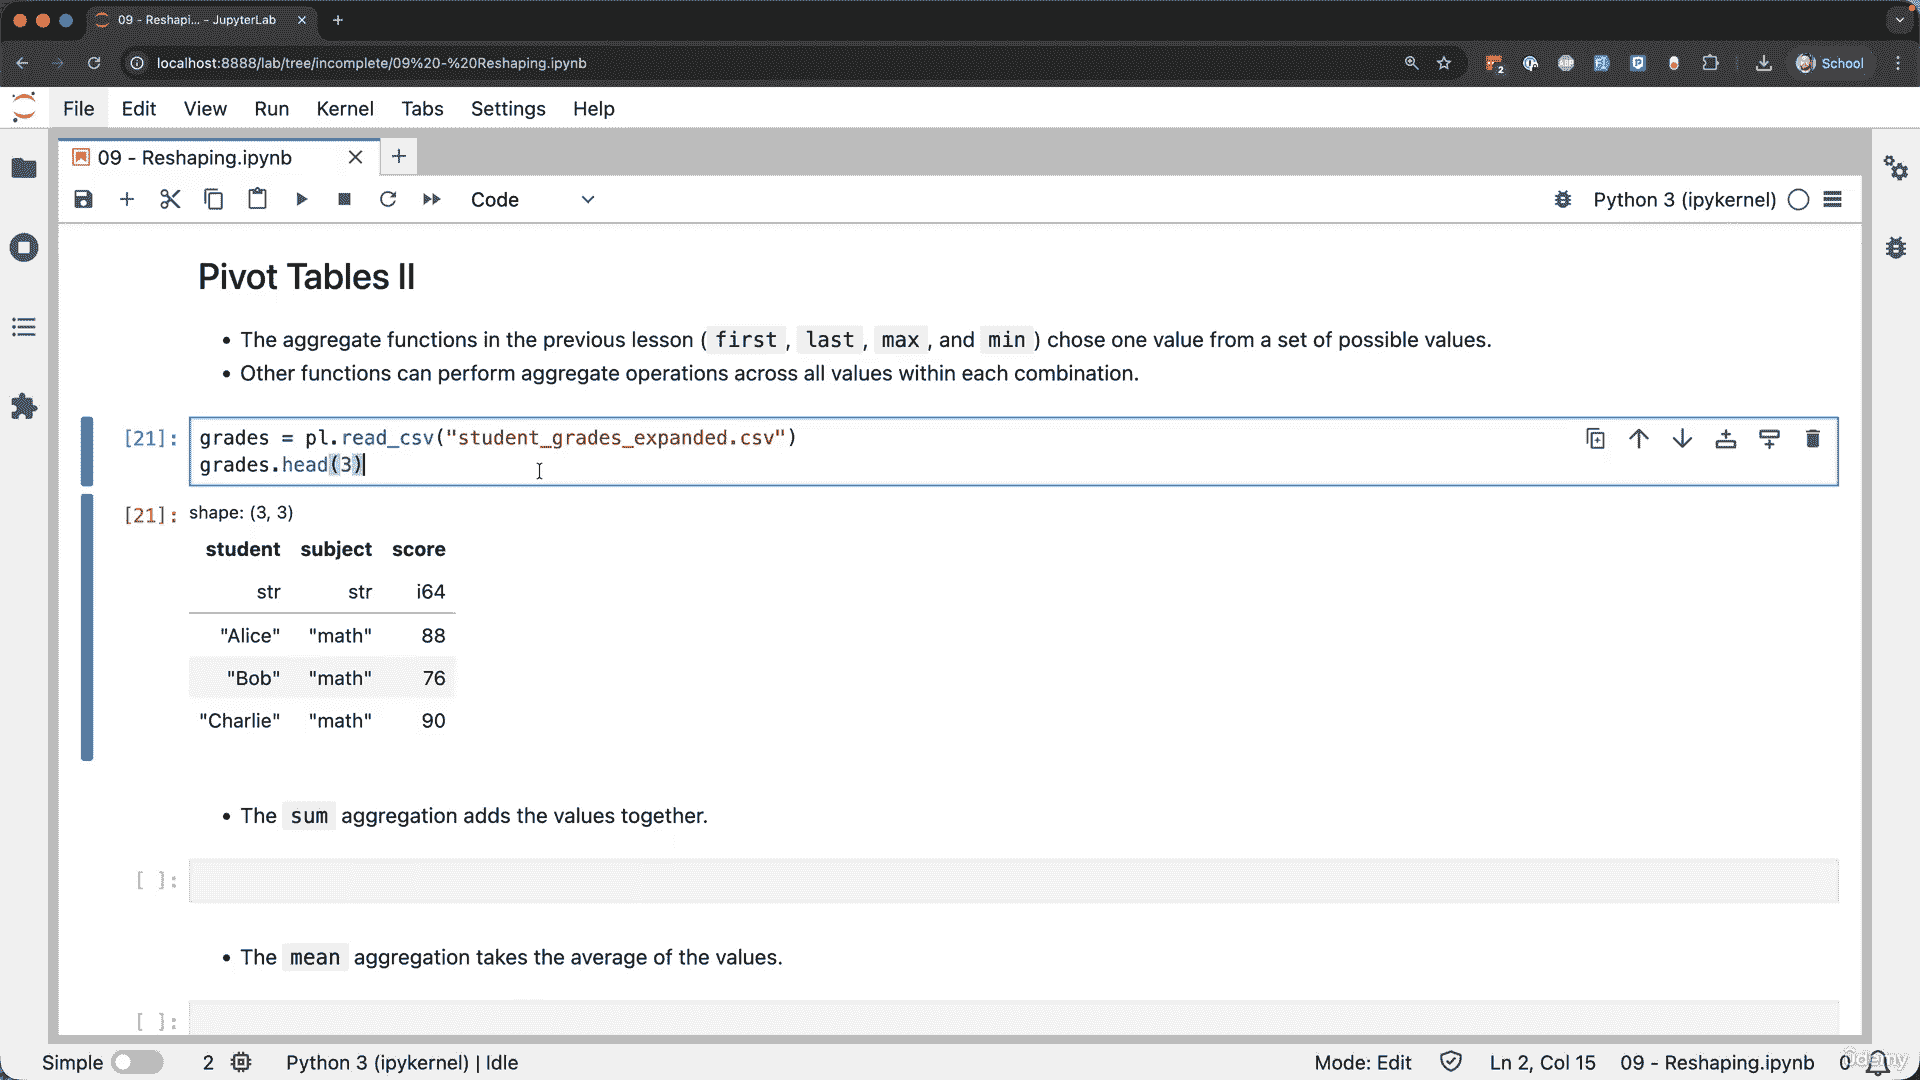 09 - Reshapi... - JupyterLab
localhost:8888/lab/tree/incomplete/09%20-%20Reshaping.ipynb
2
ABP
School
File Edit View Run Kernel Tabs Settings Help
09 - Reshaping.ipynb
Code
Python 3 (ipykernel)
Pivot Tables II
• The aggregate functions in the previous lesson ( first , last , max , and min ) chose one value from a set of possible values.
• Other functions can perform aggregate operations across all values within each combination.
[21]: grades = pl.read_csv("student_grades_expanded.csv")
grades.head(3)
[21]: shape: (3, 3)
student subject score
str str i64
"Alice" "math" 88
"Bob" "math" 76
"Charlie" "math" 90
• The sum aggregation adds the values together.
[ ]:
• The mean aggregation takes the average of the values.
[ ]:
Simple 2 Python 3 (ipykernel) | Idle Mode: Edit Ln 2, Col 15 09 - Reshaping.ipynb 0
udemy